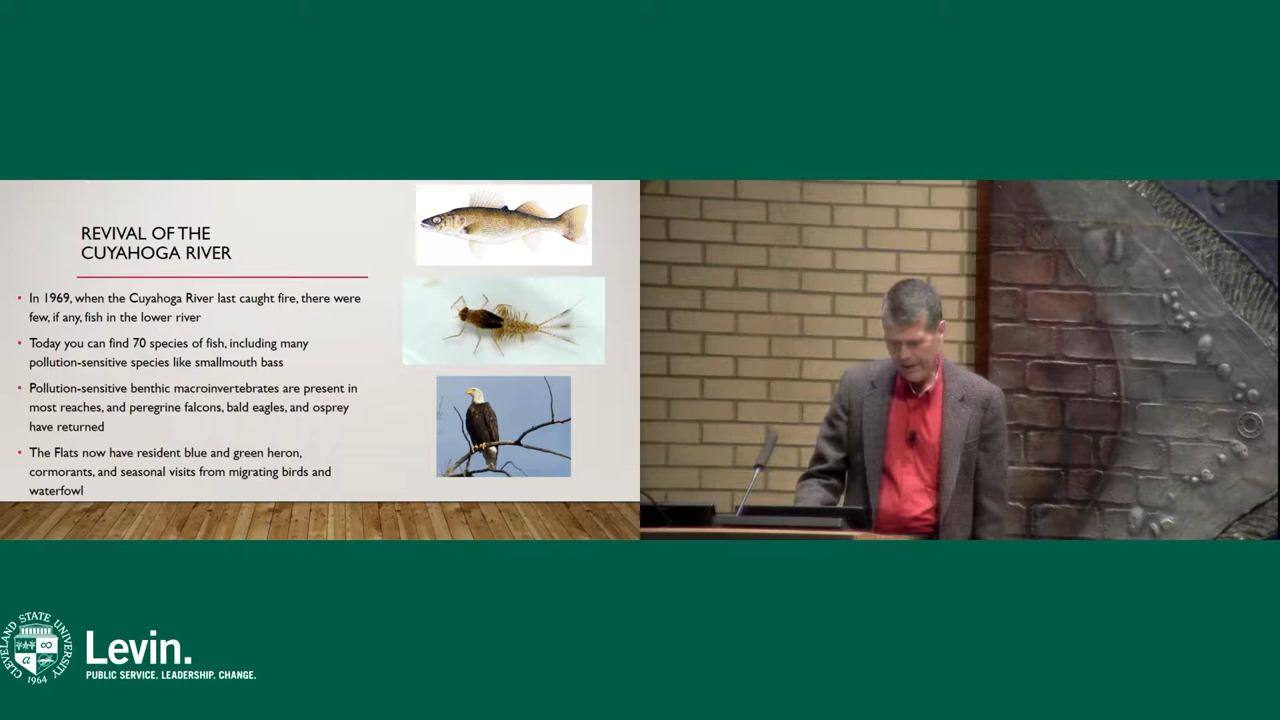 REVIVAL OF THE
CUYAHOGA RIVER
• In 1969, when the Cuyahoga River last caught fire, there were
few, if any, fish in the lower river
• Today you can find 70 species of fish, including many
pollution-sensitive species like smallmouth bass
• Pollution-sensitive benthic macroinvertebrates are present in
most reaches, and peregrine falcons, bald eagles, and osprey
have returned
• The Flats now have resident blue and green heron,
cormorants, and seasonal visits from migrating birds and
waterfowl
CLEVELAND STATE UNIVERSITY
1964
Levin.
PUBLIC SERVICE. LEADERSHIP. CHANGE.